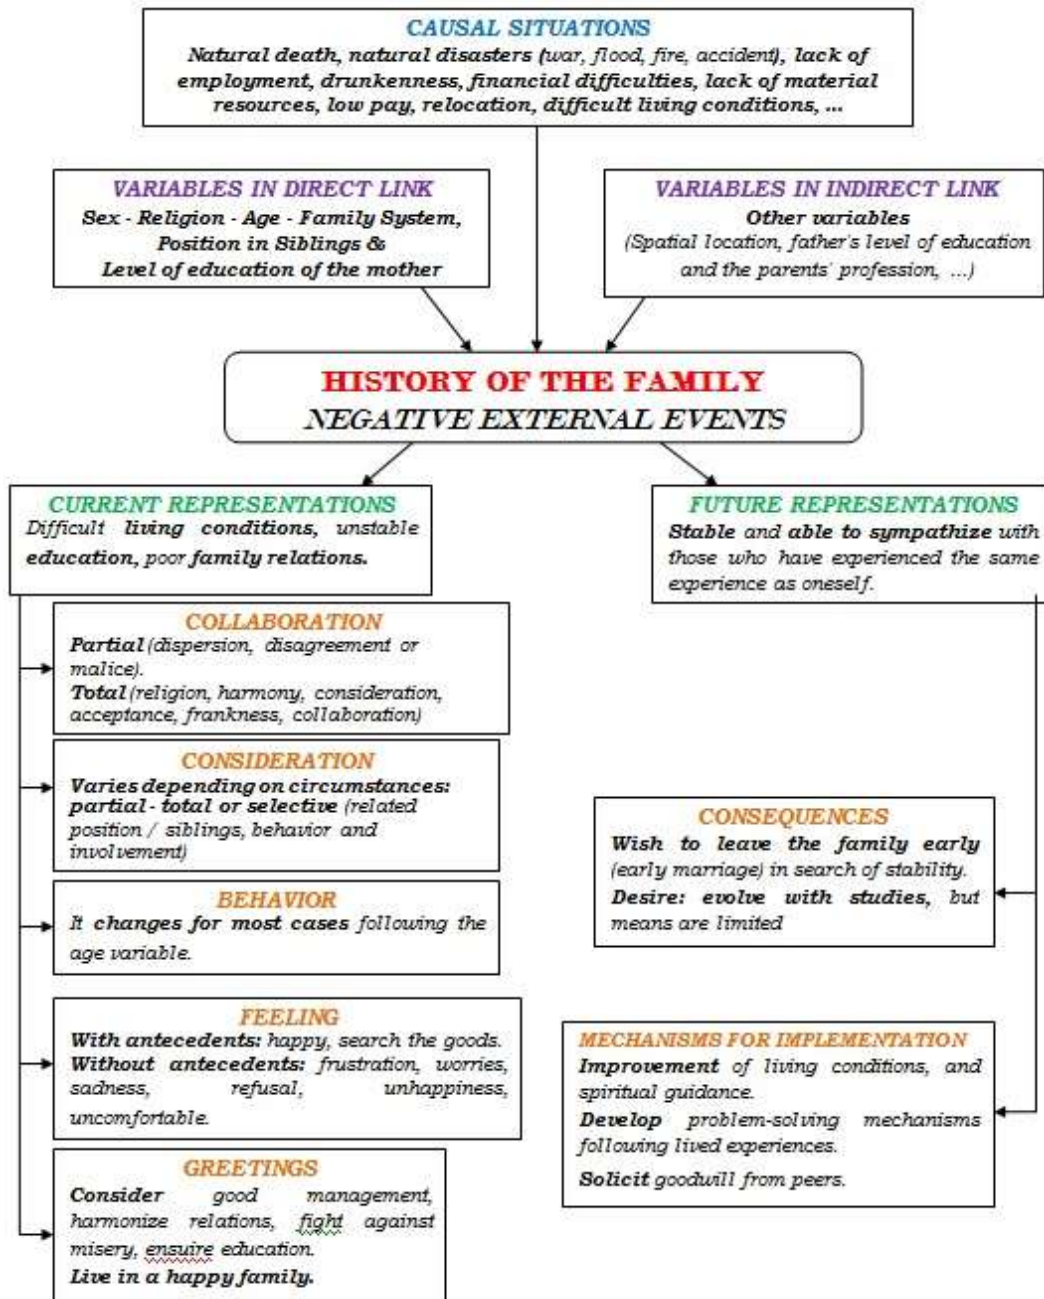 CAUSAL SITUATIONS
Natural death, natural disasters (war, flood, fire, accident), lack of
employment, drunkenness, financial difficulties, lack of material
resources, low pay, relocation, difficult living conditions, ...
VARIABLES IN DIRECT LINK
Sex - Religion - Age - Family System,
Position in Siblings &
Level of education of the mother
VARIABLES IN INDIRECT LINK
Other variables
(Spatial location, father's level of education
and the parents' profession, ...)
HISTORY OF THE FAMILY
NEGATIVE EXTERNAL EVENTS
CURRENT REPRESENTATIONS
Difficult living conditions, unstable
education, poor family relations.
FUTURE REPRESENTATIONS
Stable and able to sympathize with
those who have experienced the same
experience as oneself.
COLLABORATION
Partial (dispersion, disagreement or
malice).
Total (religion, harmony, consideration,
acceptance, frankness, collaboration)
CONSIDERATION
Varies depending on circumstances:
partial - total or selective (related
position / siblings, behavior and
involvement)
BEHAVIOR
It changes for most cases following the
age variable.
FEELING
With antecedents: happy, search the goods.
Without antecedents: frustration, worries,
sadness, refusal, unhappiness,
uncomfortable.
GREETINGS
Consider good management,
harmonize relations, fight against
misery, ensuire education.
Live in a happy family.
CONSEQUENCES
Wish to leave the family early
(early marriage) in search of stability.
Desire: evolve with studies, but
means are limited
MECHANISMS FOR IMPLEMENTATION
Improvement of living conditions, and
spiritual guidance.
Develop problem-solving mechanisms
following lived experiences.
Solicit goodwill from peers.